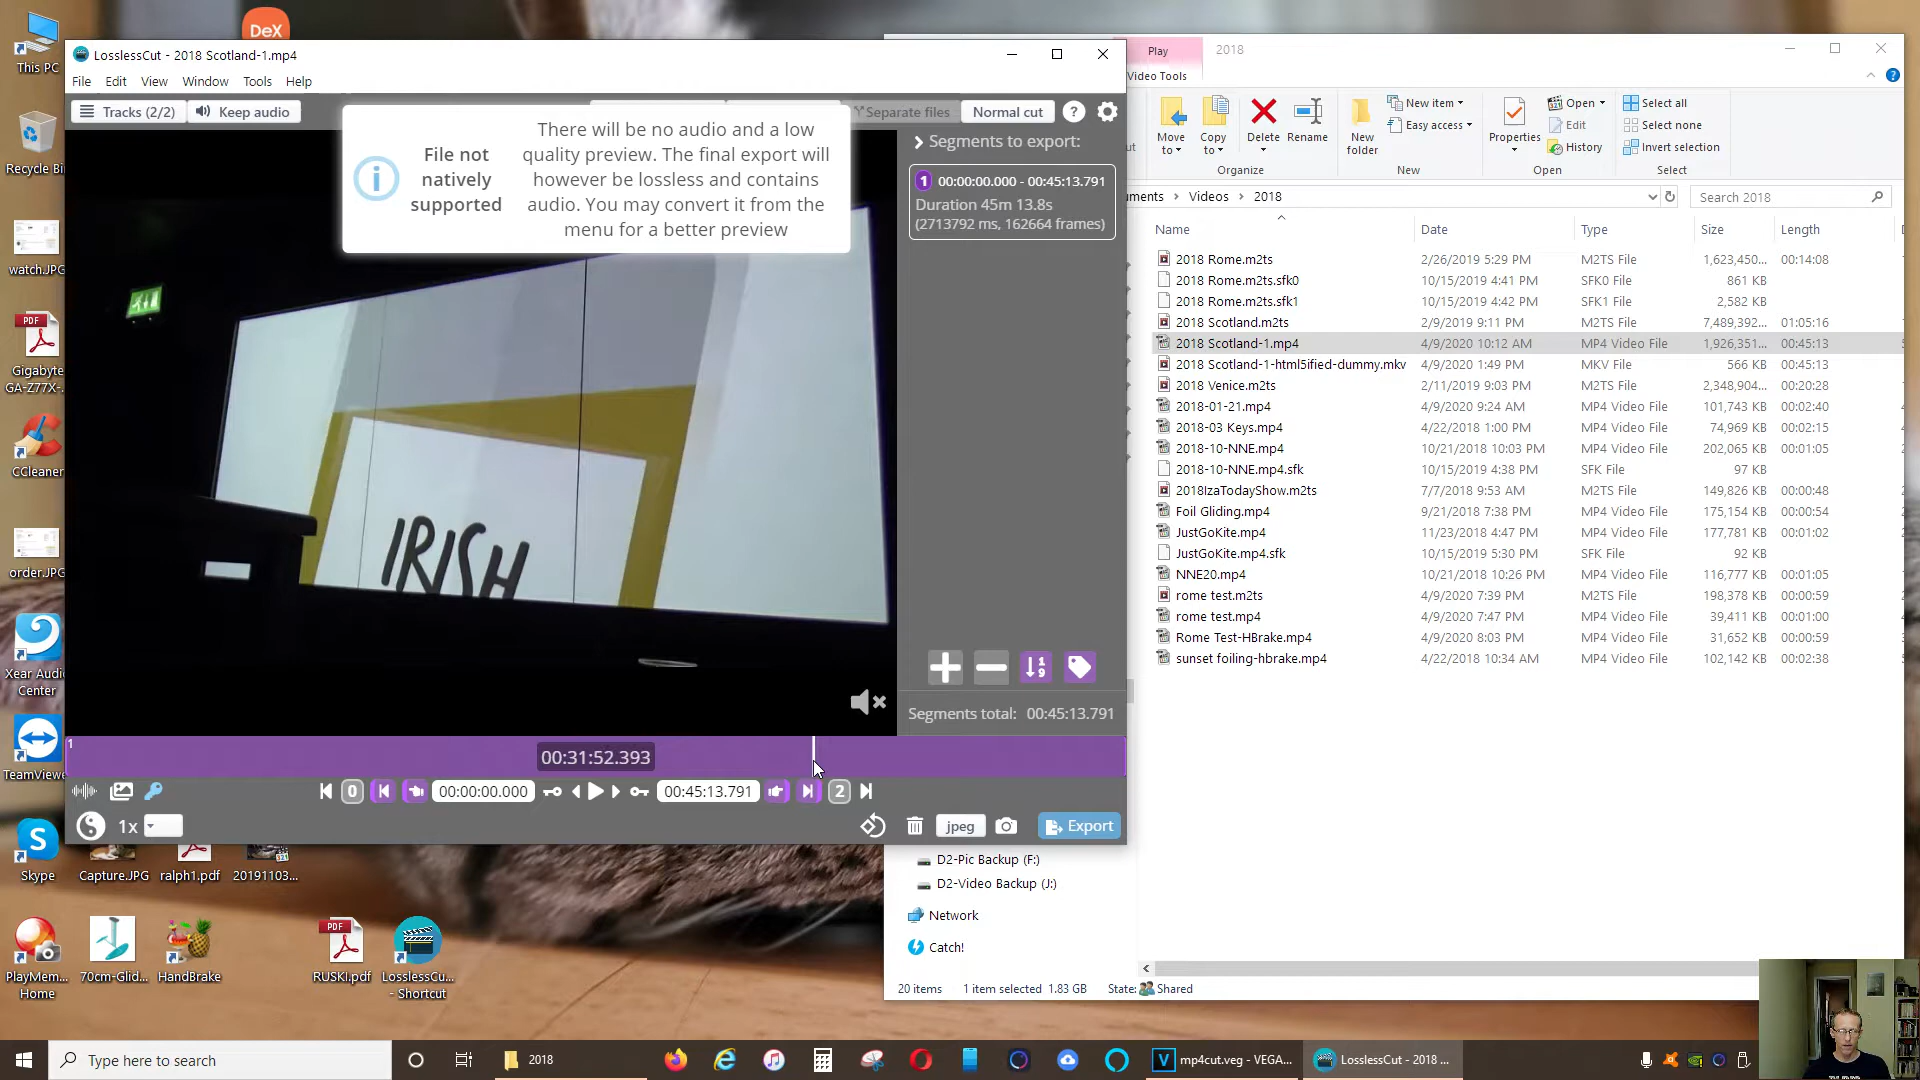 DeX
This PC
Recycle Bin
watch.JPG
PDF
Gigabyte
GA-Z77X-...
CCleaner
order.JPG
Xear Audio
Center
TeamViewer
Skype
Capture.JPG
ralph1.pdf
20191103...
PlayMem...
Home
70cm-Glid...
HandBrake
PDF
RUSKI.pdf
LosslessCu...
- Shortcut
LosslessCut - 2018 Scotland-1.mp4
File Edit View Window Tools Help
Tracks (2/2) Keep audio Separate files Normal cut ?
File not
natively
supported
There will be no audio and a low
quality preview. The final export will
however be lossless and contains
audio. You may convert it from the
menu for a better preview
IRISH
Segments to export:
1 00:00:00.000 - 00:45:13.791
Duration 45m 13.8s
(2713792 ms, 162664 frames)
Segments total: 00:45:13.791
1
00:31:52.393
0 00:00:00.000 00:45:13.791 2
1x jpeg Export
Play 2018
Video Tools
Move
to
Copy
to
Delete
Rename
Organize
New
folder
New item
Easy access
New
Properties
Open
Edit
History
Open
Select all
Select none
Invert selection
Select
uments > Videos > 2018 Search 2018
Name Date Type Size Length
2018 Rome.m2ts 2/26/2019 5:29 PM M2TS File 1,623,450... 00:14:08
2018 Rome.m2ts.sfk0 10/15/2019 4:41 PM SFK0 File 861 KB
2018 Rome.m2ts.sfk1 10/15/2019 4:42 PM SFK1 File 2,582 KB
2018 Scotland.m2ts 2/9/2019 9:11 PM M2TS File 7,489,392... 01:05:16
2018 Scotland-1.mp4 4/9/2020 10:12 AM MP4 Video File 1,926,351... 00:45:13
2018 Scotland-1-html5ified-dummy.mkv 4/9/2020 1:49 PM MKV File 566 KB 00:45:13
2018 Venice.m2ts 2/11/2019 9:03 PM M2TS File 2,348,904... 00:20:28
2018-01-21.mp4 4/9/2020 9:24 AM MP4 Video File 101,743 KB 00:02:40
2018-03 Keys.mp4 4/22/2018 1:00 PM MP4 Video File 74,969 KB 00:02:15
2018-10-NNE.mp4 10/21/2018 10:03 PM MP4 Video File 202,065 KB 00:01:05
2018-10-NNE.mp4.sfk 10/15/2019 4:38 PM SFK File 97 KB
2018IzaTodayShow.m2ts 7/7/2018 9:53 AM M2TS File 149,826 KB 00:00:48
Foil Gliding.mp4 9/21/2018 7:38 PM MP4 Video File 175,154 KB 00:00:54
JustGoKite.mp4 11/23/2018 4:47 PM MP4 Video File 177,781 KB 00:01:02
JustGoKite.mp4.sfk 10/15/2019 5:30 PM SFK File 92 KB
NNE20.mp4 10/21/2018 10:26 PM MP4 Video File 116,777 KB 00:01:05
rome test.m2ts 4/9/2020 7:39 PM M2TS File 198,378 KB 00:00:59
rome test.mp4 4/9/2020 7:47 PM MP4 Video File 39,411 KB 00:01:00
Rome Test-HBrake.mp4 4/9/2020 8:03 PM MP4 Video File 31,652 KB 00:00:59
sunset foiling-hbrake.mp4 4/22/2018 10:34 AM MP4 Video File 102,142 KB 00:02:38
D2-Pic Backup (F:)
D2-Video Backup (J:)
Network
Catch!
20 items 1 item selected 1.83 GB State: Shared
Type here to search 2018 mp4cut.veg - VEGA... LosslessCut - 2018 ...